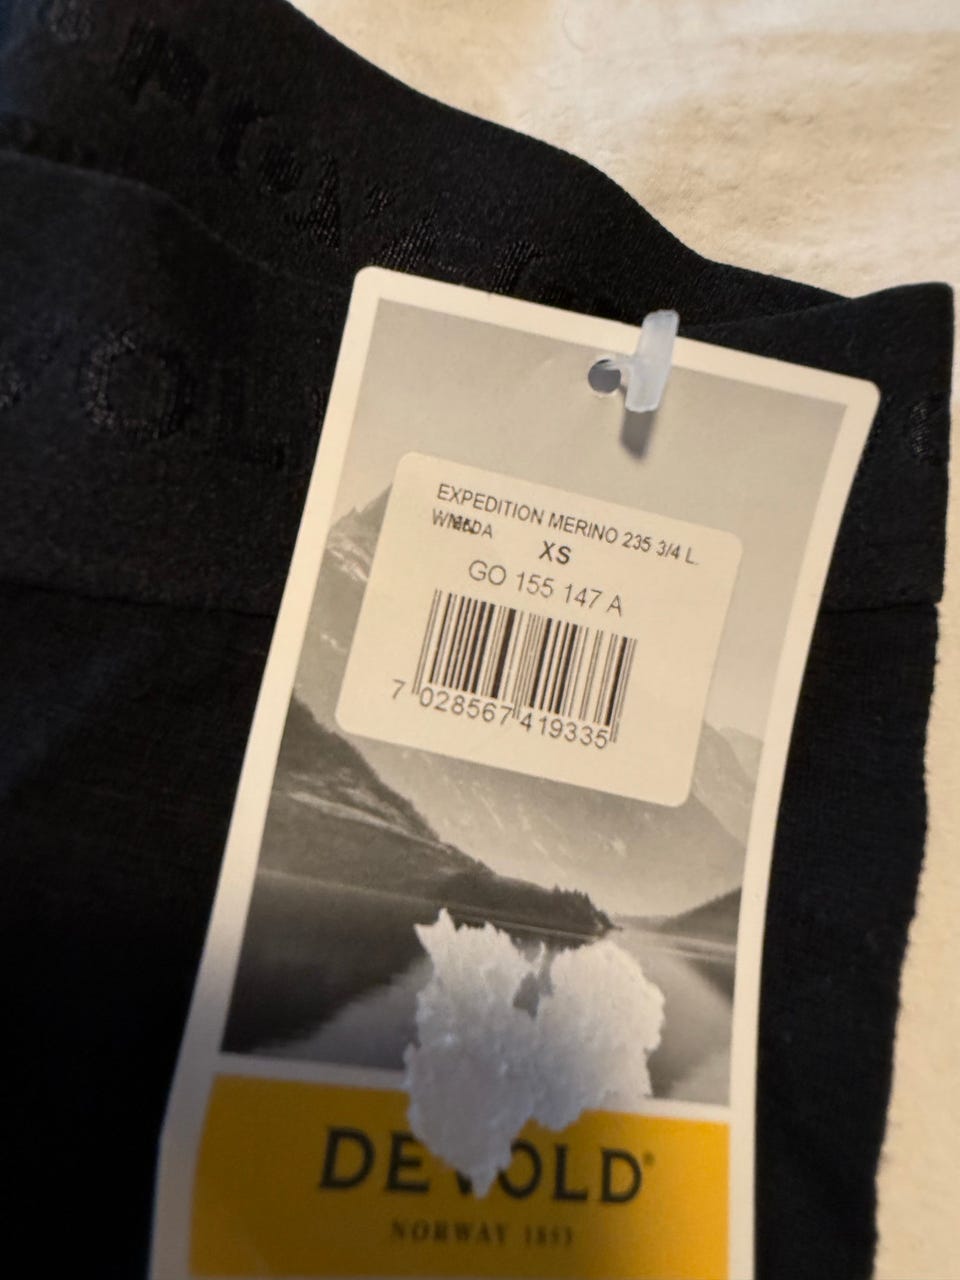 EXPEDITION MERINO 235 3/4 L.
XS
GO 155 147 A
7 028567 419335
DEVOLD®
NORWAY 1853